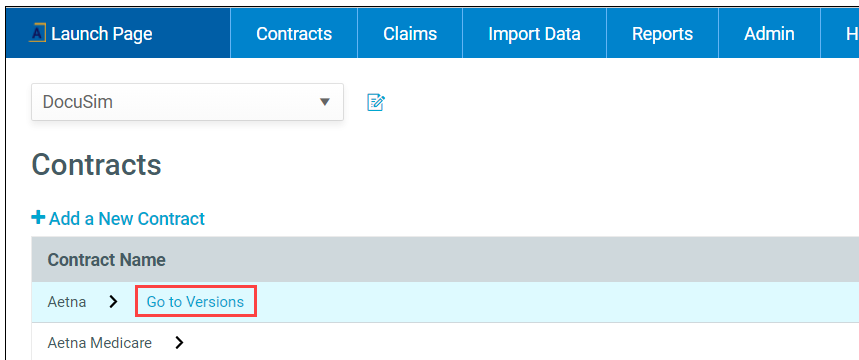 A Launch Page Contracts Claims Import Data Reports Admin H
DocuSim
Contracts
+ Add a New Contract
Contract Name
Aetna Go to Versions
Aetna Medicare